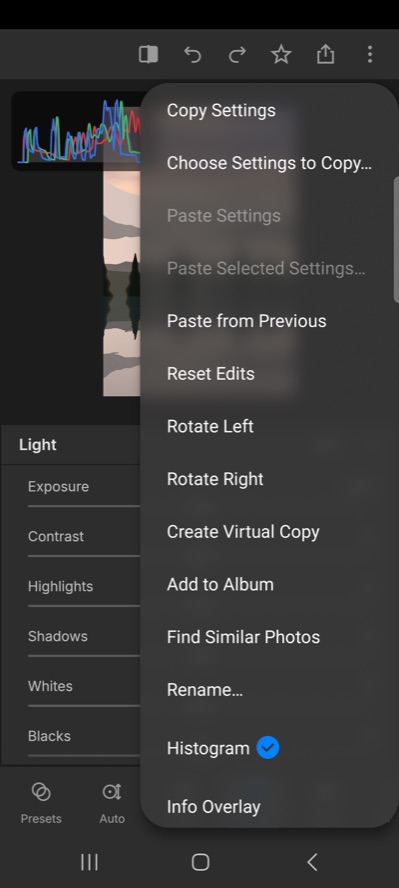 Copy Settings
Choose Settings to Copy...
Paste Settings
Paste Selected Settings...
Paste from Previous
Reset Edits
Rotate Left
Rotate Right
Create Virtual Copy
Add to Album
Find Similar Photos
Rename...
Histogram
Info Overlay
Light
Exposure
Contrast
Highlights
Shadows
Whites
Blacks
Presets
Auto